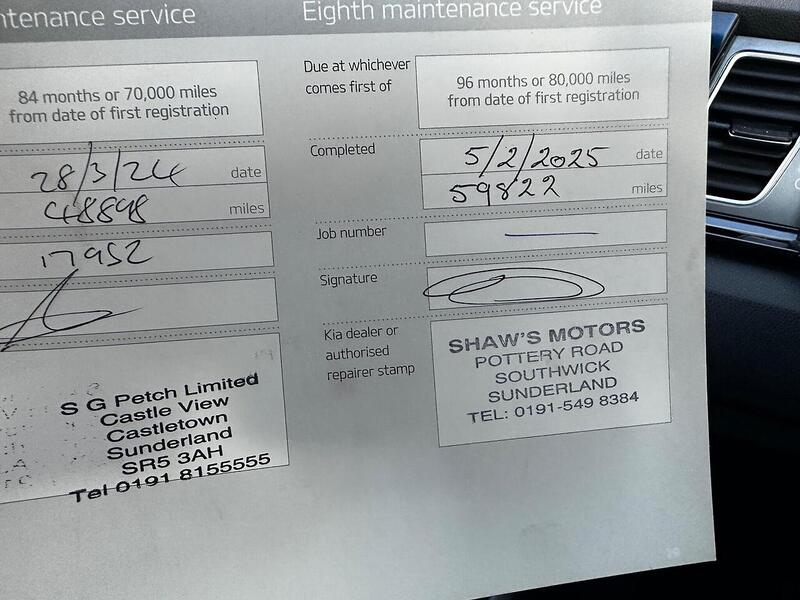 ntenance service
84 months or 70,000 miles
from date of first registration
28/3/24 date
48898 miles
17952
S G Petch Limited
Castle View
Castletown
Sunderland
SR5 3AH
Tel 0191 8155555
Eighth maintenance service
Due at whichever
comes first of
96 months or 80,000 miles
from date of first registration
Completed
5/2/2025 date
59822 miles
Job number
Signature
Kia dealer or
authorised
repairer stamp
SHAW'S MOTORS
POTTERY ROAD
SOUTHWICK
SUNDERLAND
TEL: 0191-549 8384